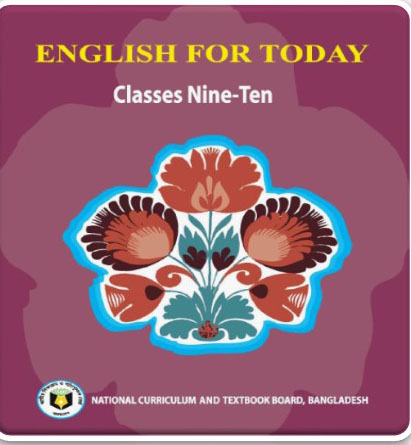 ENGLISH FOR TODAY
Classes Nine-Ten
NATIONAL CURRICULUM AND TEXTBOOK BOARD, BANGLADESH